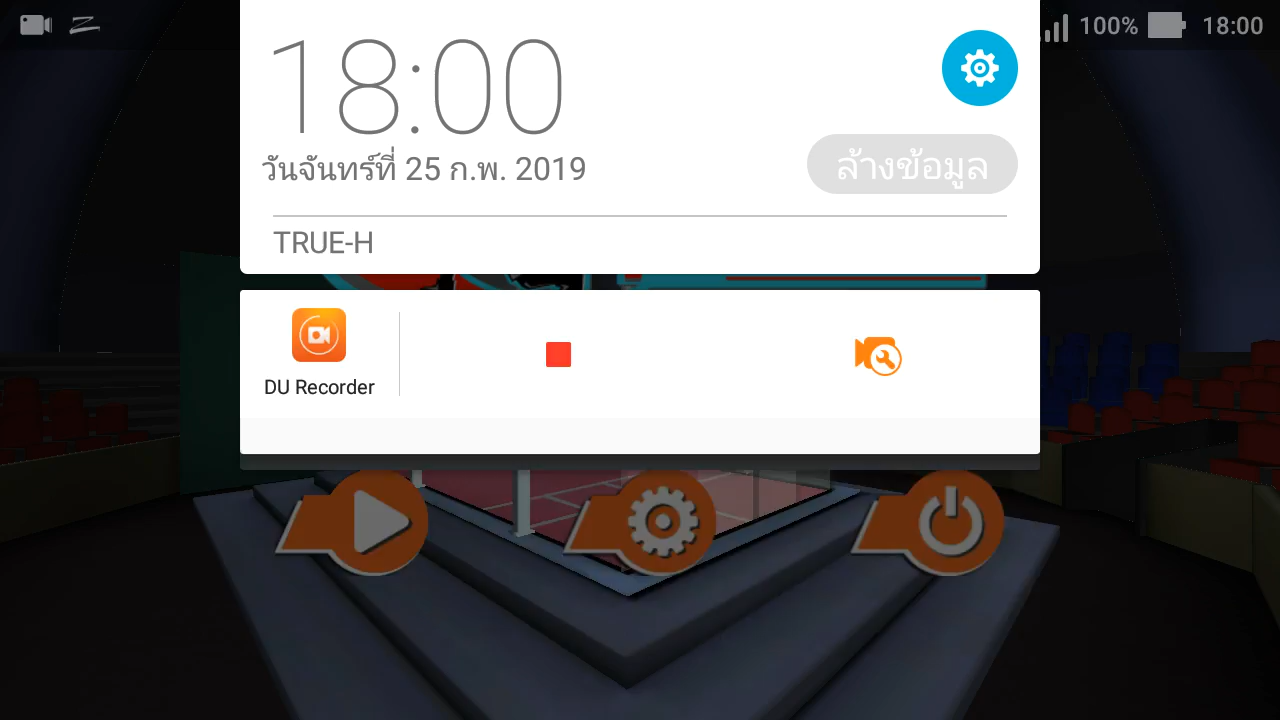 100% 18:00
18:00
วันจันทร์ที่ 25 ก.พ. 2019
ล้างข้อมูล
TRUE-H
DU Recorder